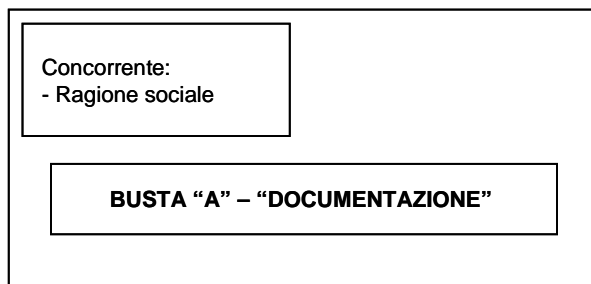 Concorrente:
- Ragione sociale
BUSTA “A” – “DOCUMENTAZIONE”